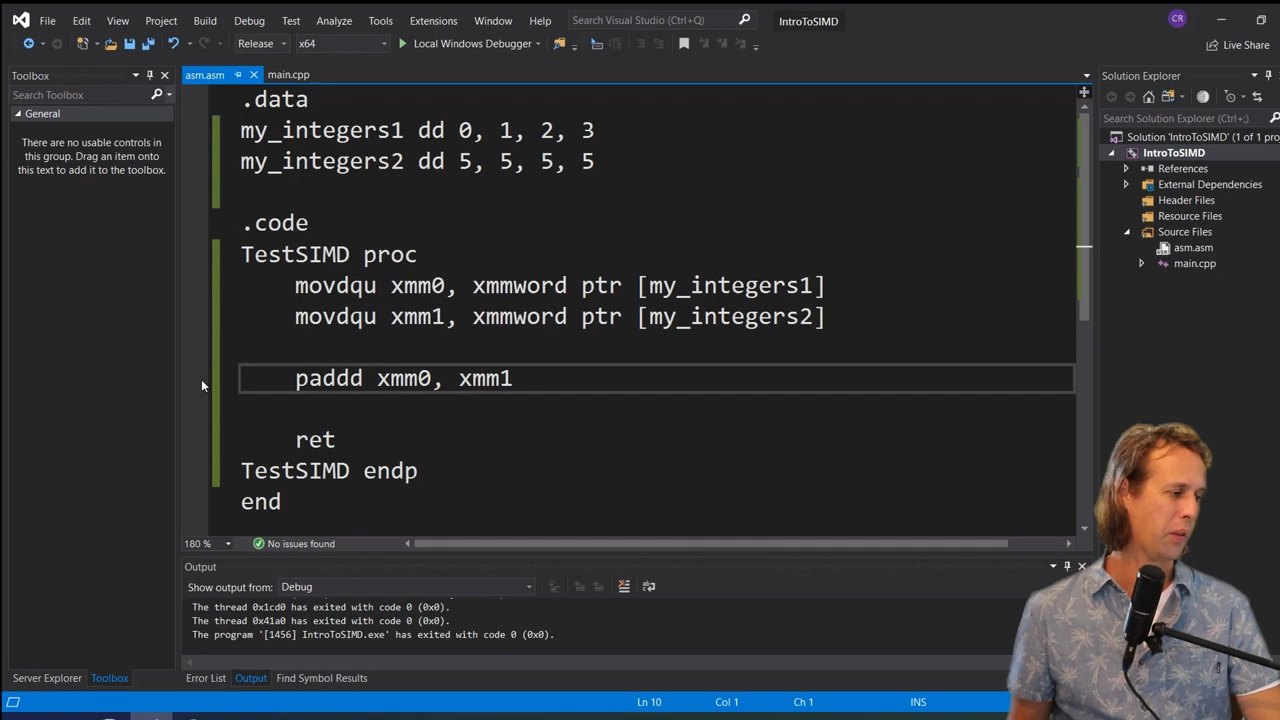 File Edit View Project Build Debug Test Analyze Tools Extensions Window Help Search Visual Studio (Ctrl+Q) IntroToSIMD CR
Release x64 Local Windows Debugger Live Share
Toolbox
Search Toolbox
General
There are no usable controls in
this group. Drag an item onto
this text to add it to the toolbox.
asm.asm main.cpp
.data
my_integers1 dd 0, 1, 2, 3
my_integers2 dd 5, 5, 5, 5
.code
TestSIMD proc
movdqu xmm0, xmmword ptr [my_integers1]
movdqu xmm1, xmmword ptr [my_integers2]
paddd xmm0, xmm1
ret
TestSIMD endp
end
180 % No issues found
Output
Show output from: Debug
The thread 0x1cd0 has exited with code 0 (0x0).
The thread 0x41a0 has exited with code 0 (0x0).
The program '[1456] IntroToSIMD.exe' has exited with code 0 (0x0).
Solution Explorer
Search Solution Explorer (Ctrl+;)
Solution 'IntroToSIMD' (1 of 1 pro
IntroToSIMD
References
External Dependencies
Header Files
Resource Files
Source Files
asm.asm
main.cpp
Server Explorer Toolbox Error List Output Find Symbol Results
Ln 10 Col 1 Ch 1 INS